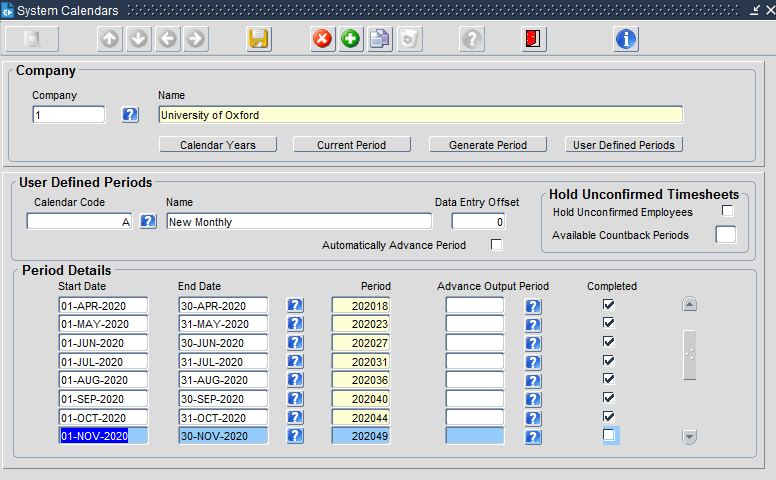 System Calendars
Company
Company Name
1 University of Oxford
Calendar Years Current Period Generate Period User Defined Periods
User Defined Periods
Calendar Code Name Data Entry Offset
A New Monthly 0
Automatically Advance Period
Hold Unconfirmed Timesheets
Hold Unconfirmed Employees
Available Countback Periods
Period Details
Start Date End Date Period Advance Output Period Completed
01-APR-2020 30-APR-2020 202018
01-MAY-2020 31-MAY-2020 202023
01-JUN-2020 30-JUN-2020 202027
01-JUL-2020 31-JUL-2020 202031
01-AUG-2020 31-AUG-2020 202036
01-SEP-2020 30-SEP-2020 202040
01-OCT-2020 31-OCT-2020 202044
01-NOV-2020 30-NOV-2020 202049